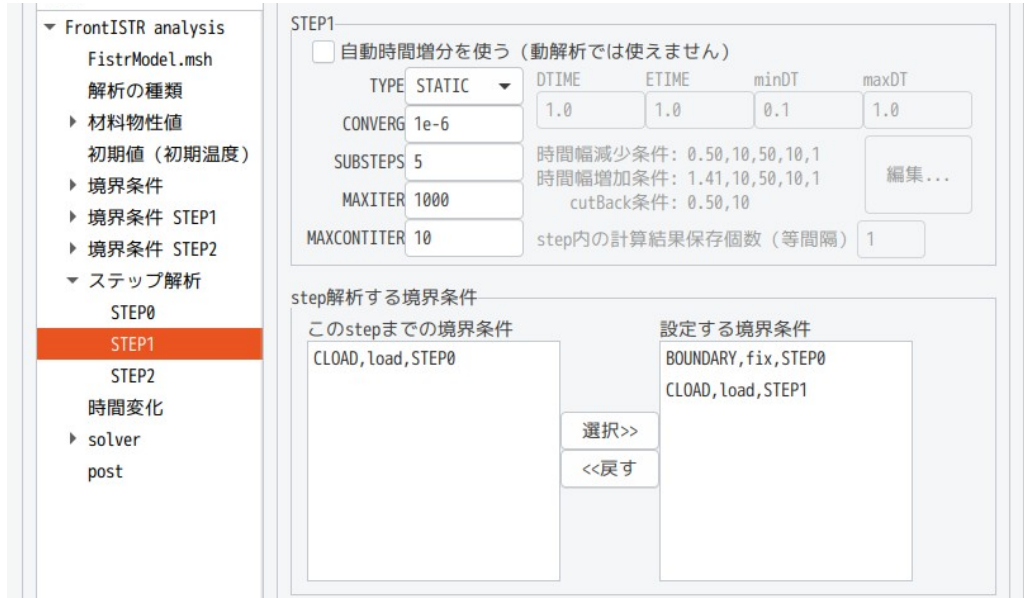 FrontISTR analysis
FistrModel.msh
解析の種類
材料物性値
初期値（初期温度）
境界条件
境界条件 STEP1
境界条件 STEP2
ステップ解析
STEP0
STEP1
STEP2
時間変化
solver
post
STEP1
自動時間増分を使う（動解析では使えません）
TYPE STATIC
CONVERG 1e-6
SUBSTEPS 5
MAXITER 1000
MAXCONTITER 10
DTIME ETIME minDT maxDT
1.0 1.0 0.1 1.0
時間幅減少条件: 0.50,10,50,10,1
時間幅増加条件: 1.41,10,50,10,1
cutBack条件: 0.50,10
編集...
step内の計算結果保存個数（等間隔） 1
step解析する境界条件
このstepまでの境界条件
CLOAD,load,STEP0
選択>>
<<戻す
設定する境界条件
BOUNDARY,fix,STEP0
CLOAD,load,STEP1